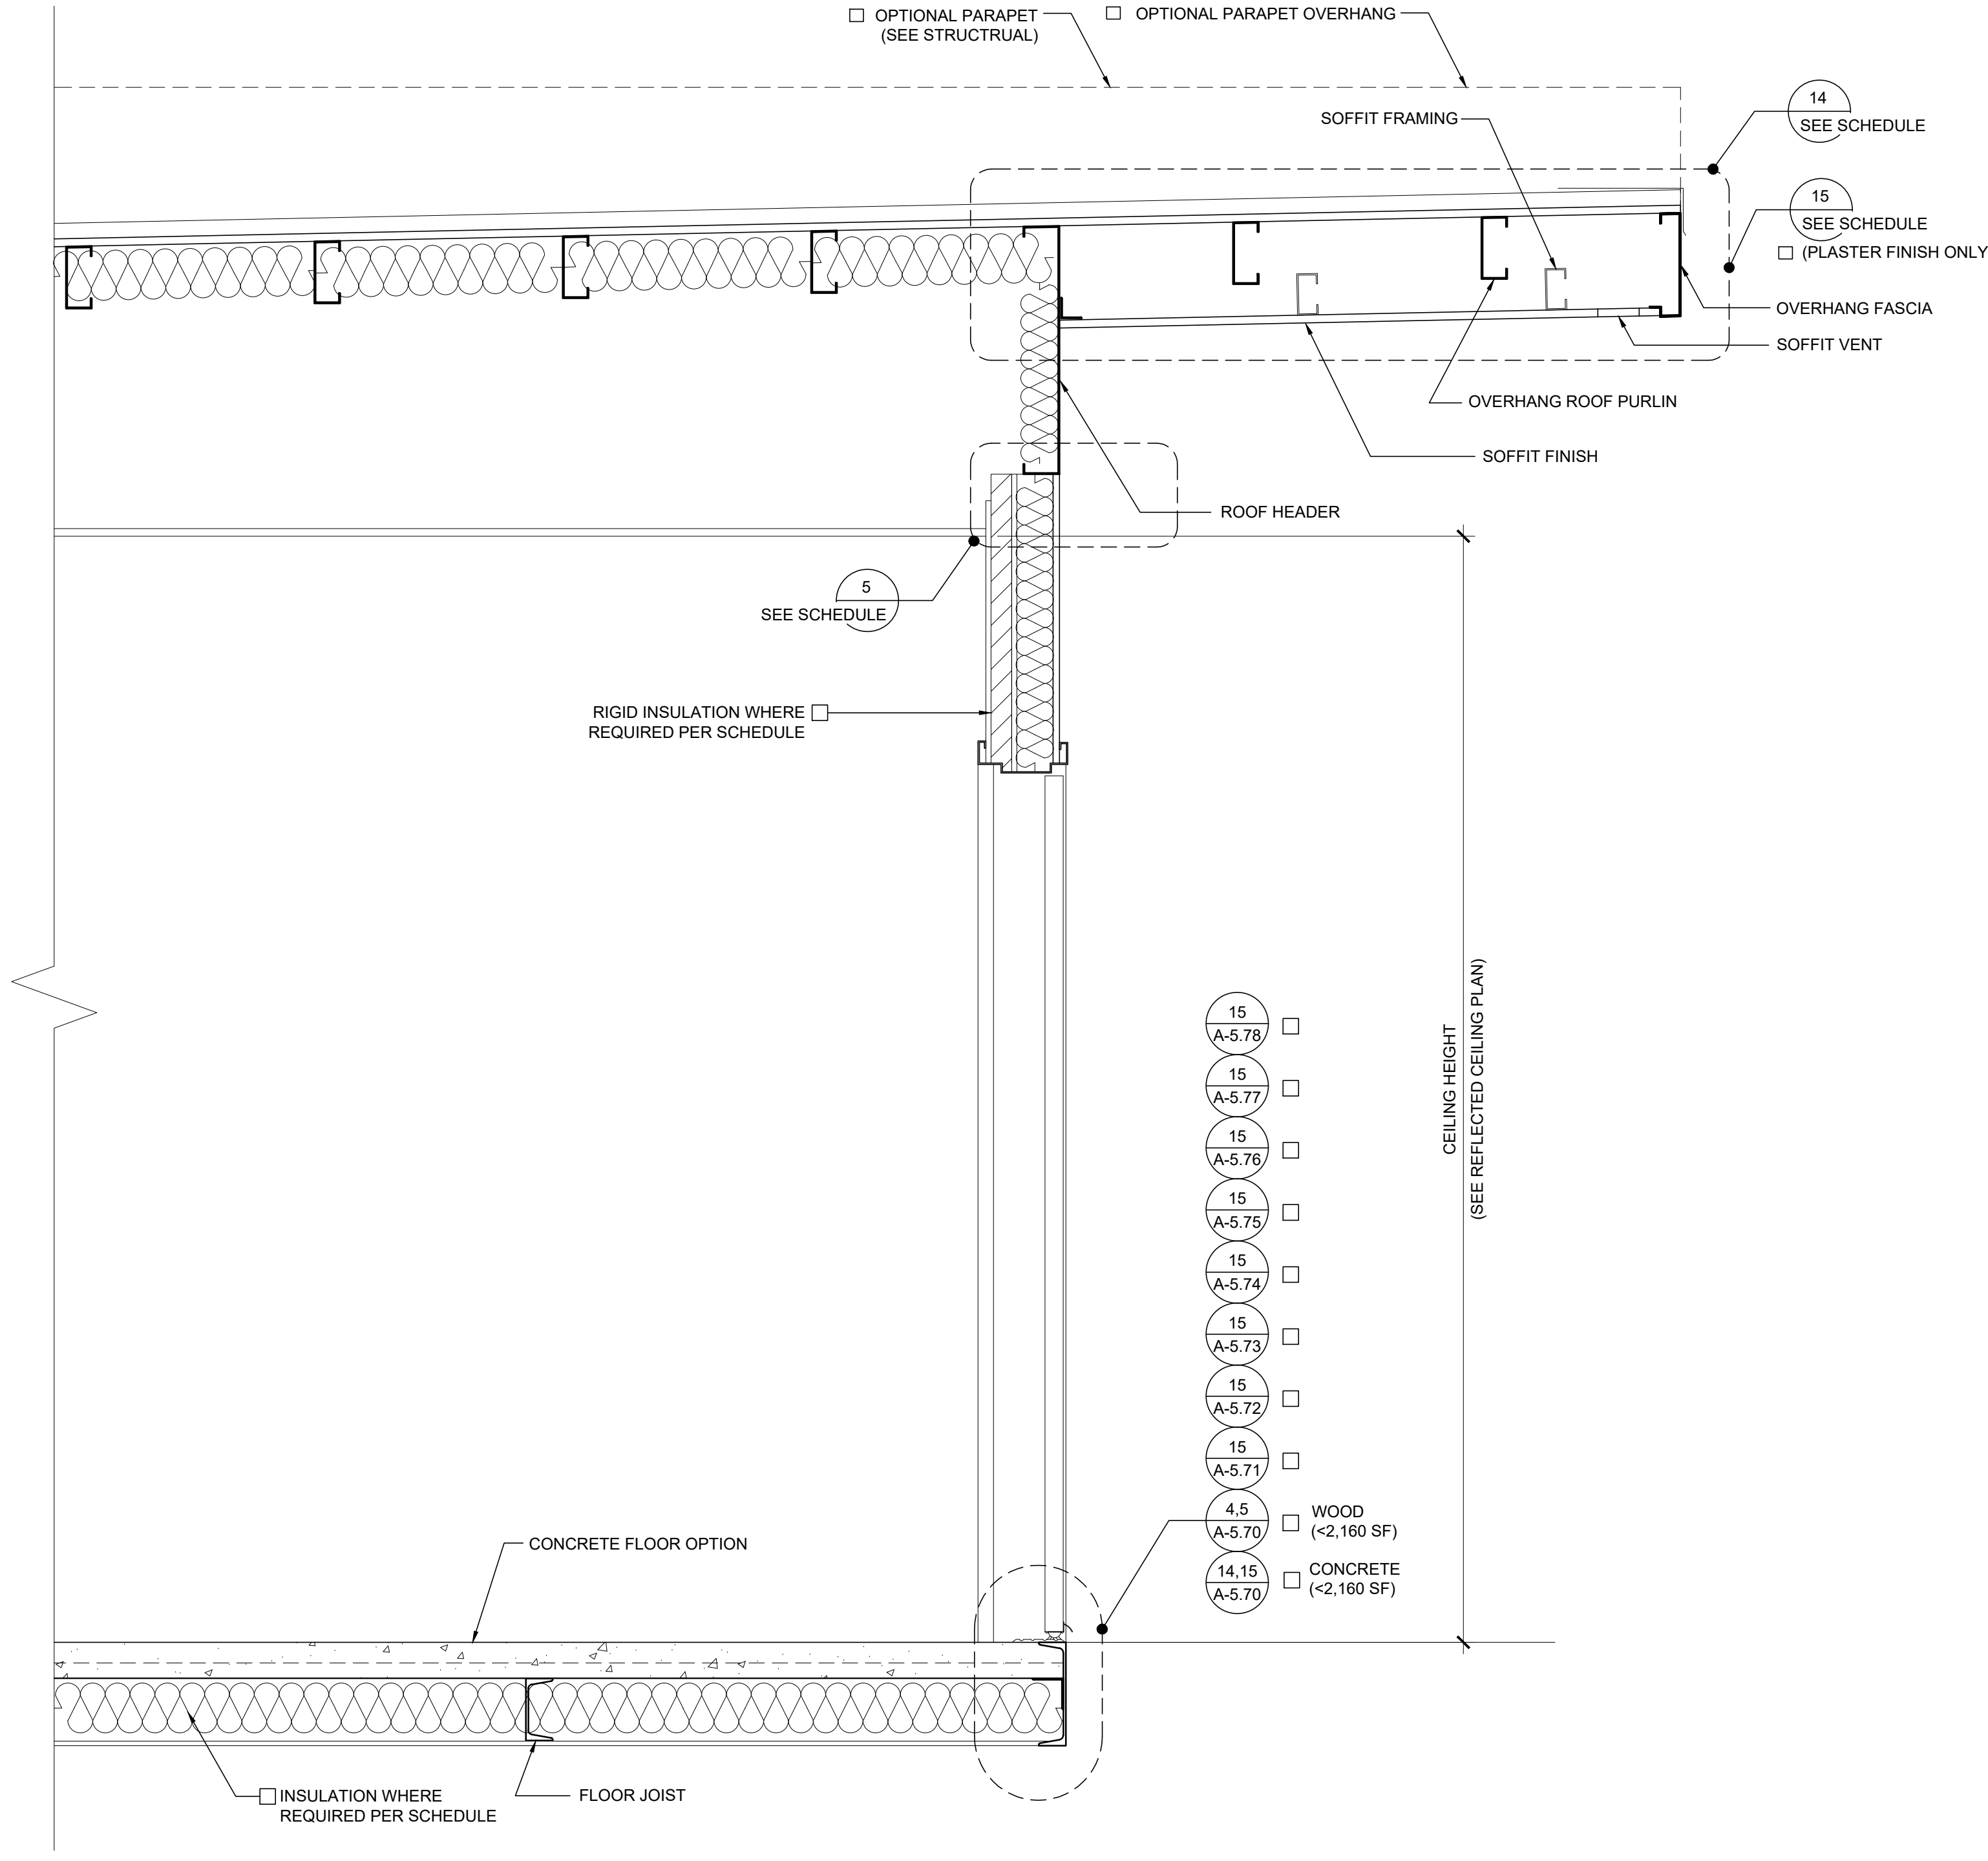 OPTIONAL PARAPET
(SEE STRUCTRUAL)
OPTIONAL PARAPET OVERHANG
SOFFIT FRAMING
14
SEE SCHEDULE
15
SEE SCHEDULE
(PLASTER FINISH ONLY
OVERHANG FASCIA
SOFFIT VENT
OVERHANG ROOF PURLIN
SOFFIT FINISH
ROOF HEADER
5
SEE SCHEDULE
RIGID INSULATION WHERE
REQUIRED PER SCHEDULE
CEILING HEIGHT
(SEE REFLECTED CEILING PLAN)
15
A-5.78
15
A-5.77
15
A-5.76
15
A-5.75
15
A-5.74
15
A-5.73
15
A-5.72
15
A-5.71
4,5
A-5.70
WOOD
(<2,160 SF)
14,15
A-5.70
CONCRETE
(<2,160 SF)
CONCRETE FLOOR OPTION
INSULATION WHERE
REQUIRED PER SCHEDULE
FLOOR JOIST